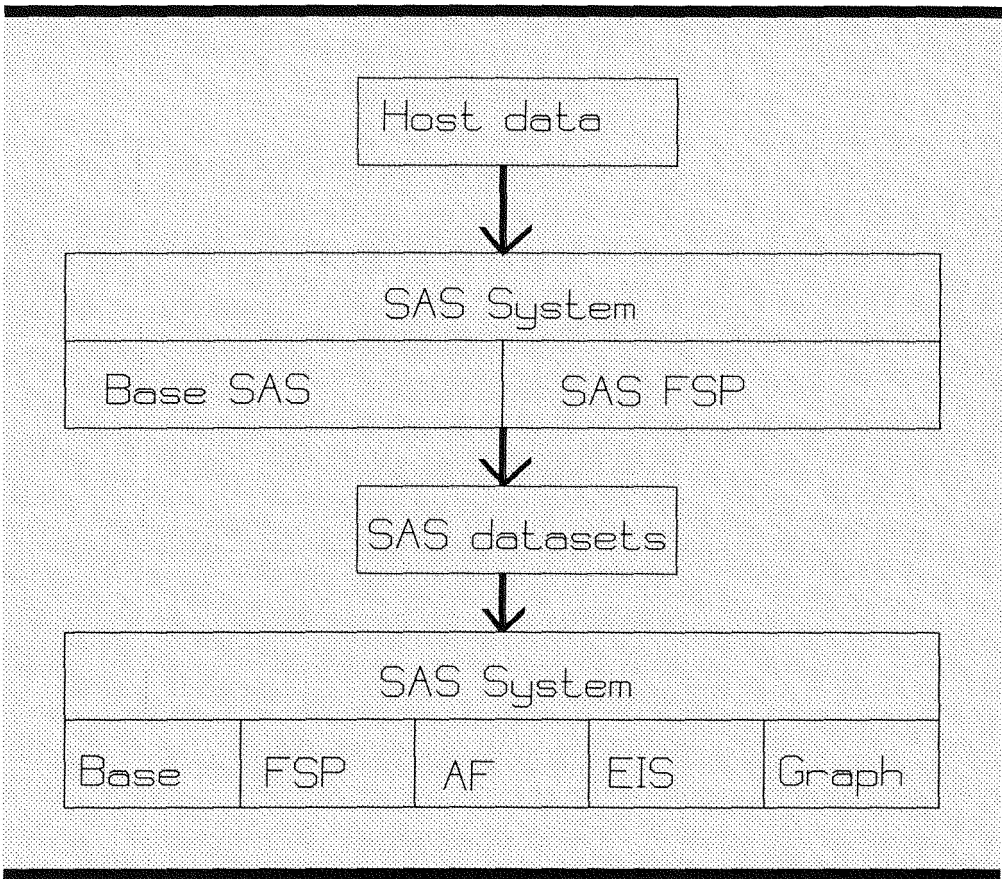 Host data
SAS System
Base SAS
SAS FSP
SAS datasets
SAS System
Base
FSP
AF
EIS
Graph